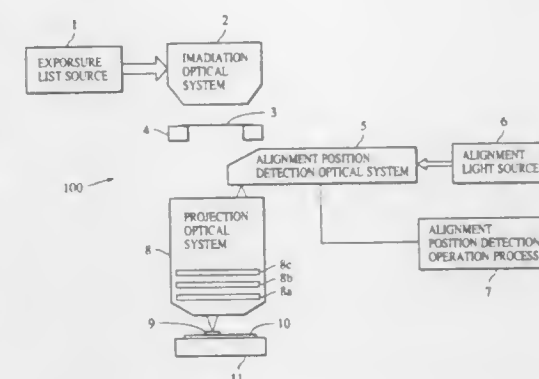 1
2
EXPORSURE
LIST SOURCE
IMADIATION
OPTICAL
SYSTEM
3
4
5
6
ALIGNMENT POSITION
DETECTION OPTICAL SYSTEM
ALIGNMENT
LIGHT SOURCE
100
PROJECTION
OPTICAL
SYSTEM
8
ALIGNMENT
POSITION DETECTION
OPERATION PROCESS
7
8c
8b
8a
9
10
11